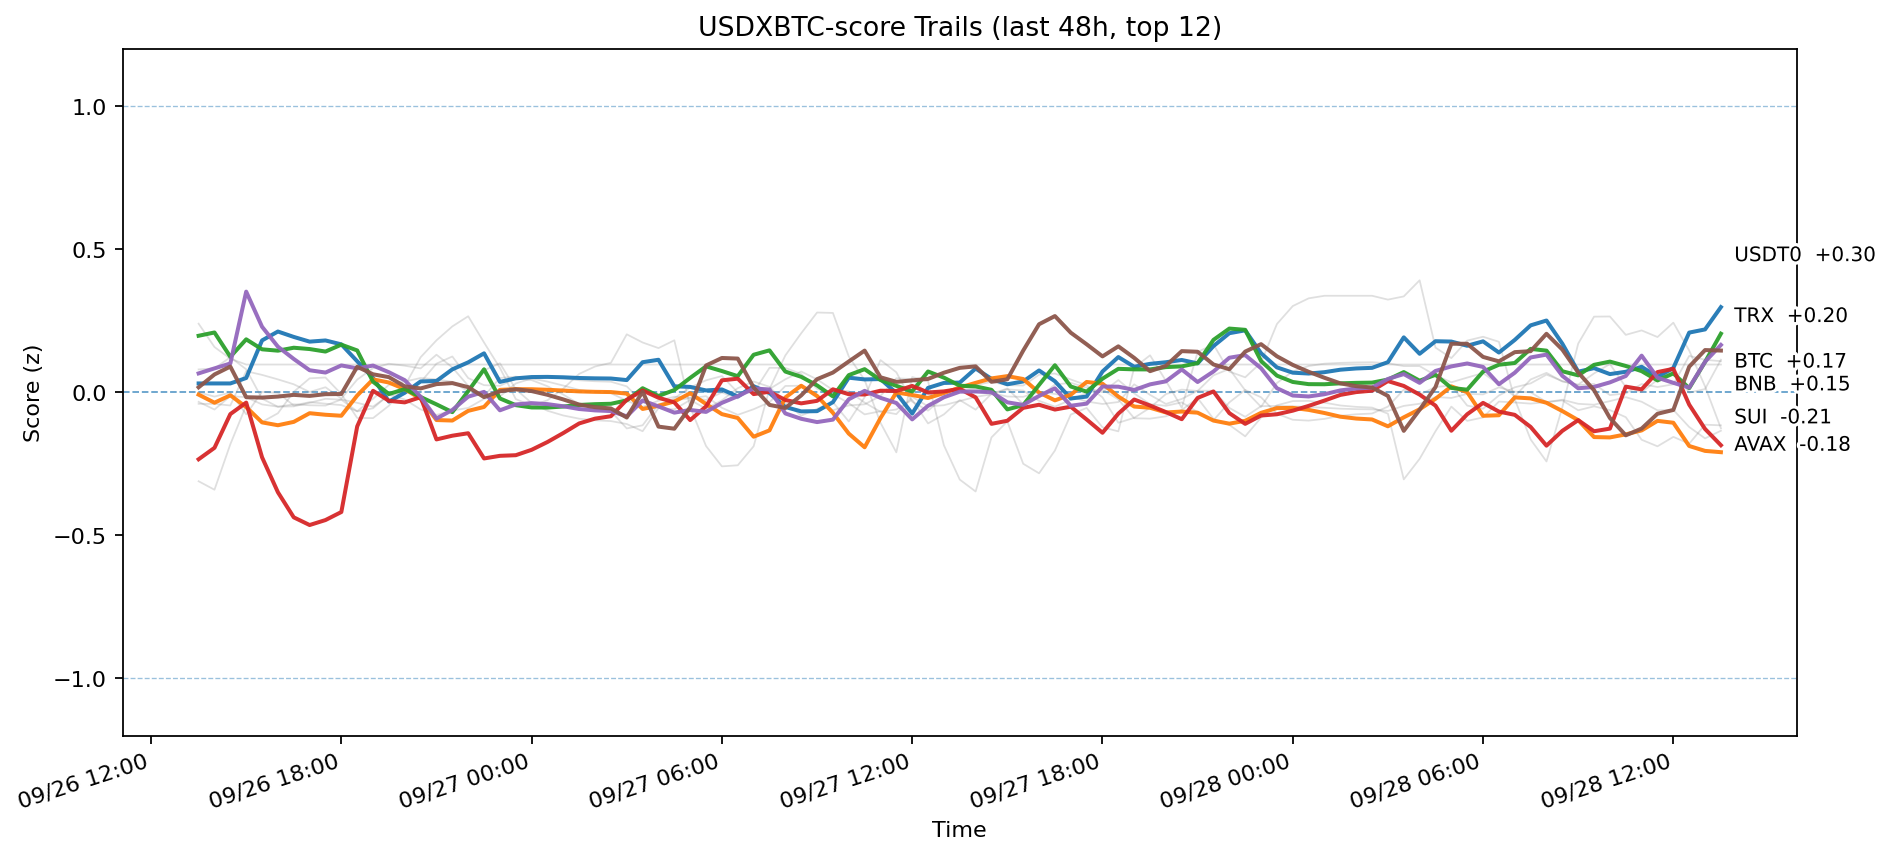 USDXBTC-score Trails (last 48h, top 12)
Score (z)
1.0
0.5
0.0
−0.5
−1.0
USDT0 +0.30
TRX +0.20
BTC +0.17
BNB +0.15
SUI -0.21
AVAX -0.18
09/26 12:00
09/26 18:00
09/27 00:00
09/27 06:00
09/27 12:00
09/27 18:00
09/28 00:00
09/28 06:00
09/28 12:00
Time